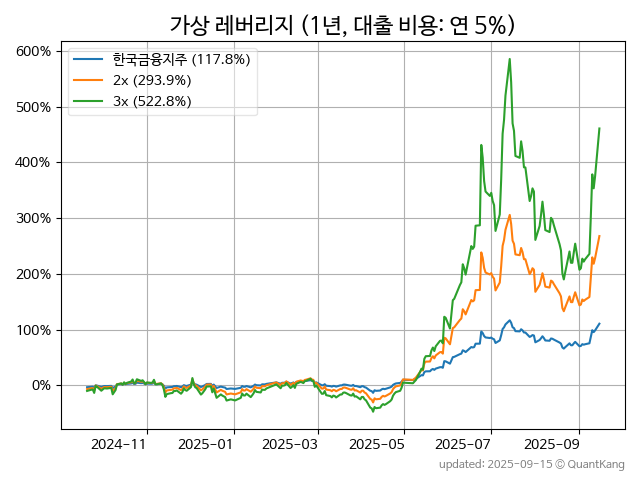 가상 레버리지 (1년, 대출 비용: 연 5%)
600%
500%
400%
300%
200%
100%
0%
한국금융지주 (117.8%)
2x (293.9%)
3x (522.8%)
2024-11
2025-01
2025-03
2025-05
2025-07
2025-09
updated: 2025-09-15 © QuantKang